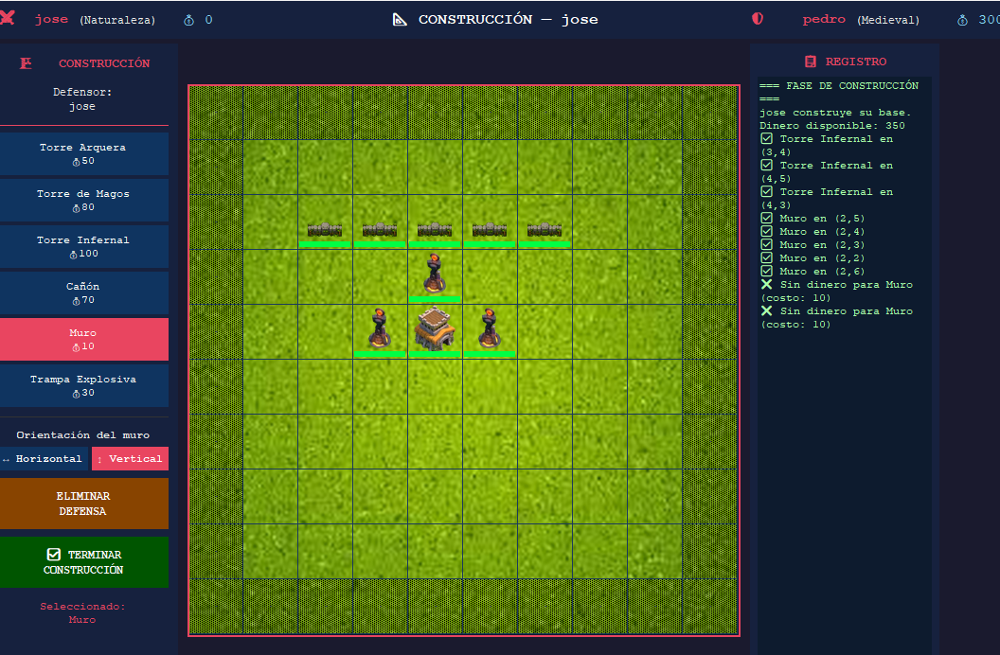 jose (Naturaleza) 0
CONSTRUCCIÓN — jose
pedro (Medieval) 300
CONSTRUCCIÓN
Defensor:
jose
Torre Arquera
50
Torre de Magos
80
Torre Infernal
100
Cañón
70
Muro
10
Trampa Explosiva
30
Orientación del muro
↔ Horizontal
↕ Vertical
ELIMINAR
DEFENSA
TERMINAR
CONSTRUCCIÓN
Seleccionado:
Muro
REGISTRO
=== FASE DE CONSTRUCCIÓN
===
jose construye su base.
Dinero disponible: 350
Torre Infernal en
(3,4)
Torre Infernal en
(4,5)
Torre Infernal en
(4,3)
Muro en (2,5)
Muro en (2,4)
Muro en (2,3)
Muro en (2,2)
Muro en (2,6)
Sin dinero para Muro
(costo: 10)
Sin dinero para Muro
(costo: 10)